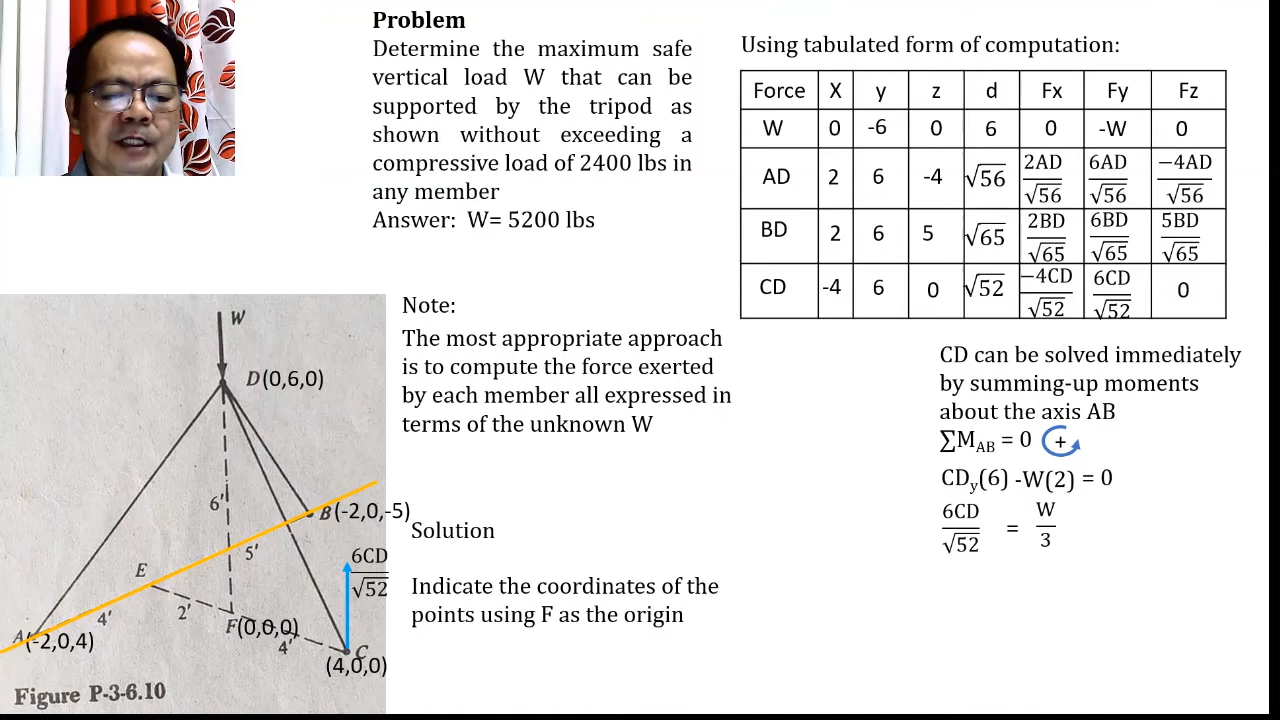 Problem
Determine the maximum safe
vertical load W that can be
supported by the tripod as
shown without exceeding a
compressive load of 2400 lbs in
any member
Answer: W= 5200 lbs
Note:
The most appropriate approach
is to compute the force exerted
by each member all expressed in
terms of the unknown W
Solution
Indicate the coordinates of the
points using F as the origin
W
D(0,6,0)
6'
B(-2,0,-5)
5'
E
6CD
√52
2'
4'
F(0,0,0)
4'
A(-2,0,4)
C
(4,0,0)
Figure P-3-6.10
Using tabulated form of computation:
Force X y z d Fx Fy Fz
W 0 -6 0 6 0 -W 0
AD 2 6 -4 √56 2AD/√56 6AD/√56 −4AD/√56
BD 2 6 5 √65 2BD/√65 6BD/√65 5BD/√65
CD -4 6 0 √52 −4CD/√52 6CD/√52 0
CD can be solved immediately
by summing-up moments
about the axis AB
∑M_AB = 0 +
CD_y(6) -W(2) = 0
6CD/√52 = W/3